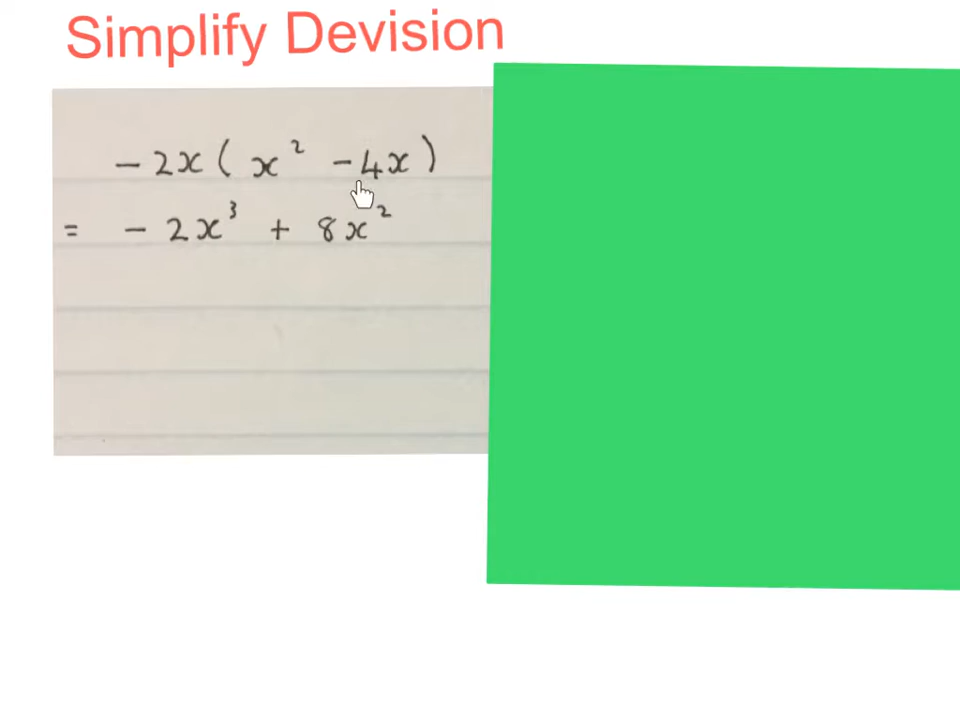 Simplify Devision
-2x(x² -4x)
= -2x³ + 8x²